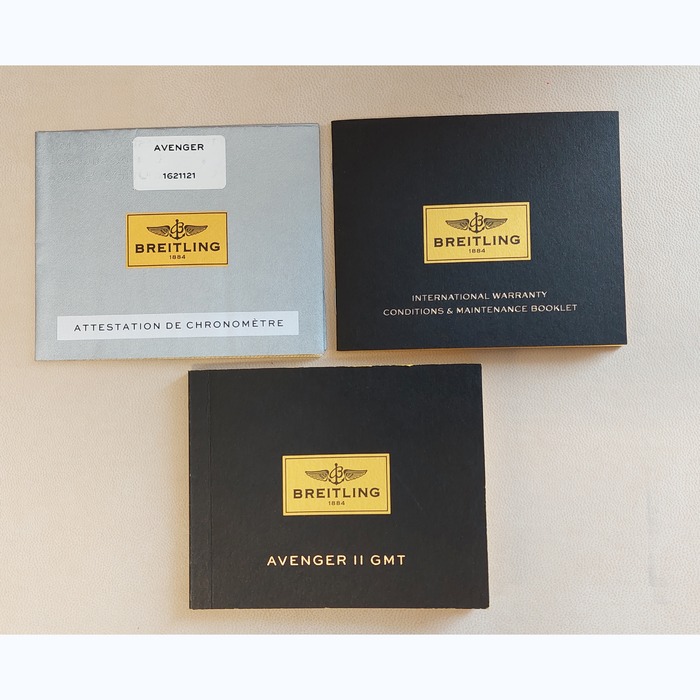 AVENGER
1621121
BREITLING
1884
ATTESTATION DE CHRONOMÈTRE
BREITLING
1884
INTERNATIONAL WARRANTY
CONDITIONS & MAINTENANCE BOOKLET
BREITLING
1884
AVENGER II GMT